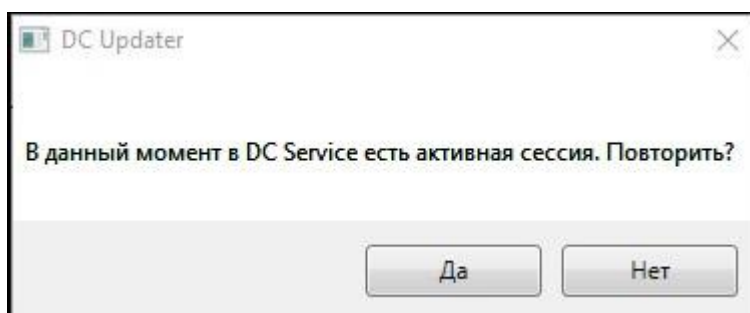 DC Updater
В данный момент в DC Service есть активная сессия. Повторить?
Да
Нет